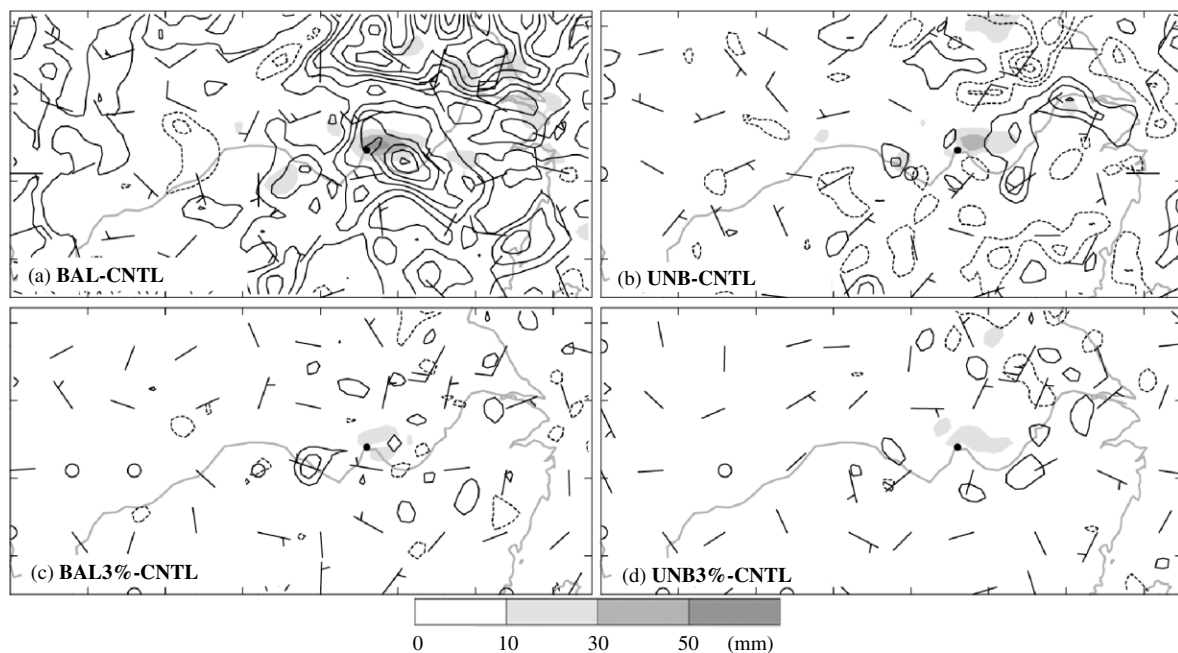 (a) BAL-CNTL
(b) UNB-CNTL
(c) BAL3%-CNTL
(d) UNB3%-CNTL
0 10 30 50 (mm)